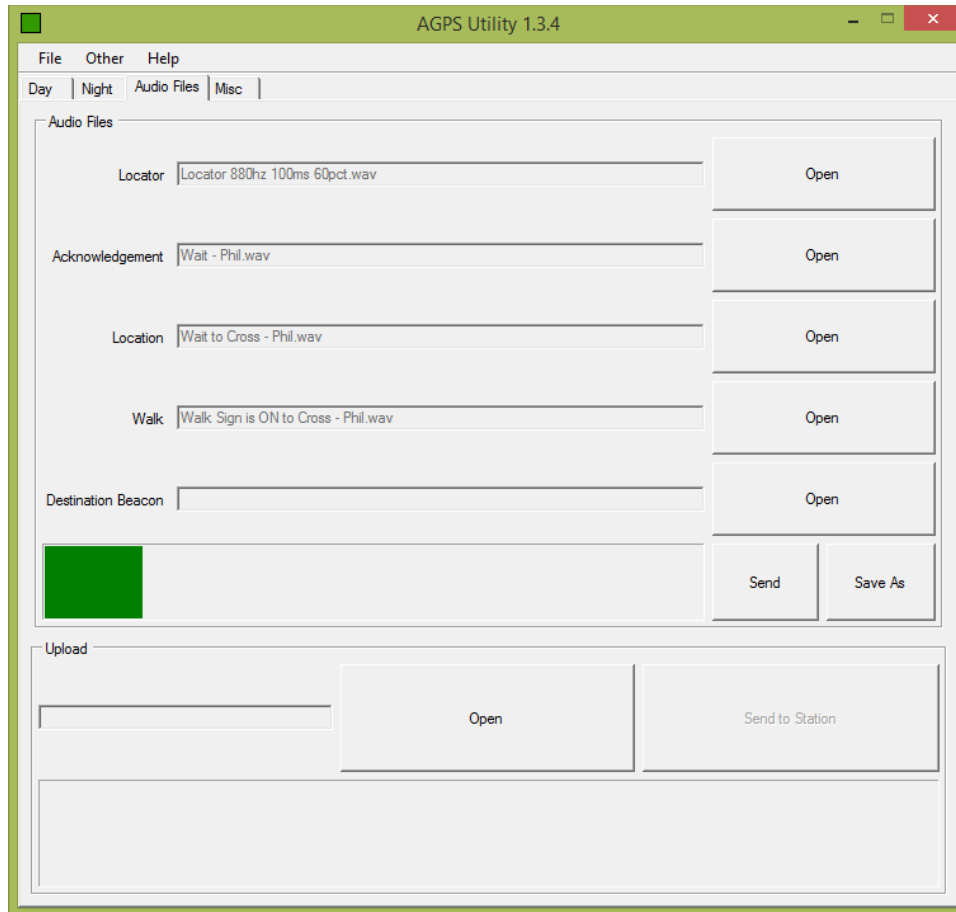 AGPS Utility 1.3.4
File Other Help
Day Night Audio Files Misc
Audio Files
Locator Locator 880hz 100ms 60pct.wav Open
Acknowledgement Wait - Phil.wav Open
Location Wait to Cross - Phil.wav Open
Walk Walk Sign is ON to Cross - Phil.wav Open
Destination Beacon Open
Send Save As
Upload
Open Send to Station